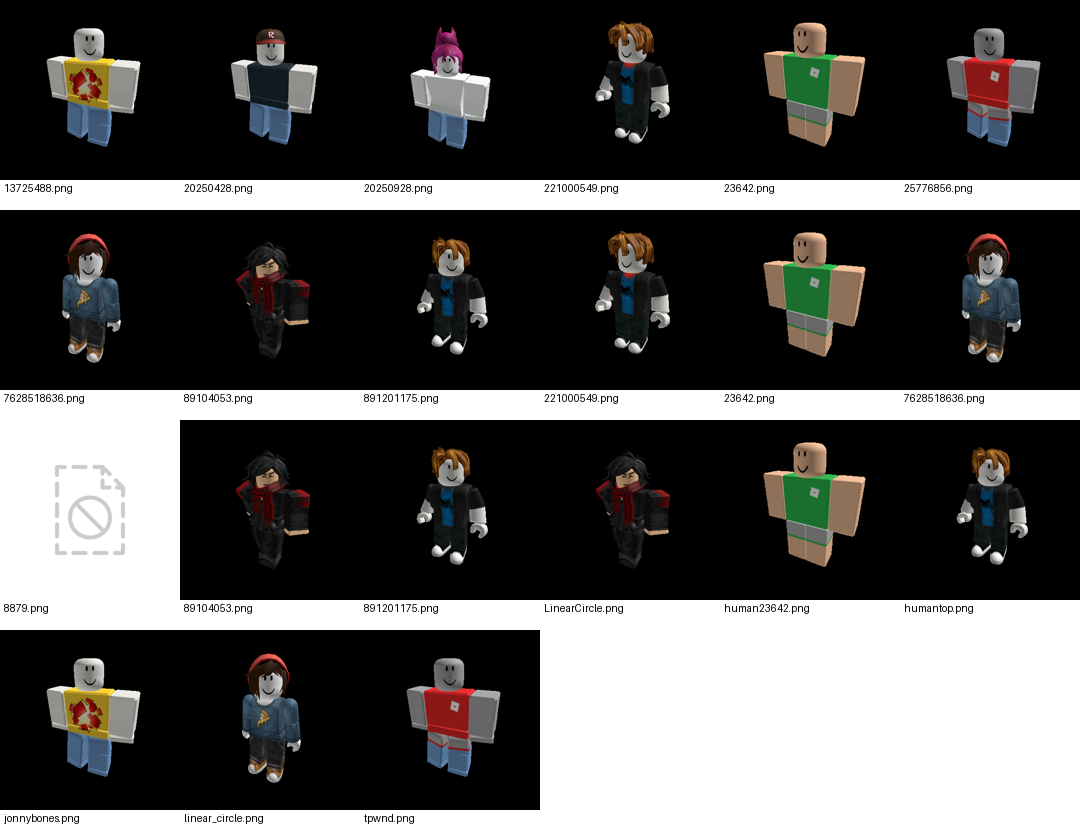 13725488.png
20250428.png
20250928.png
221000549.png
23642.png
25776856.png
7628518636.png
89104053.png
891201175.png
221000549.png
23642.png
7628518636.png
8879.png
89104053.png
891201175.png
LinearCircle.png
human23642.png
humantop.png
jonnybones.png
linear_circle.png
tpwnd.png